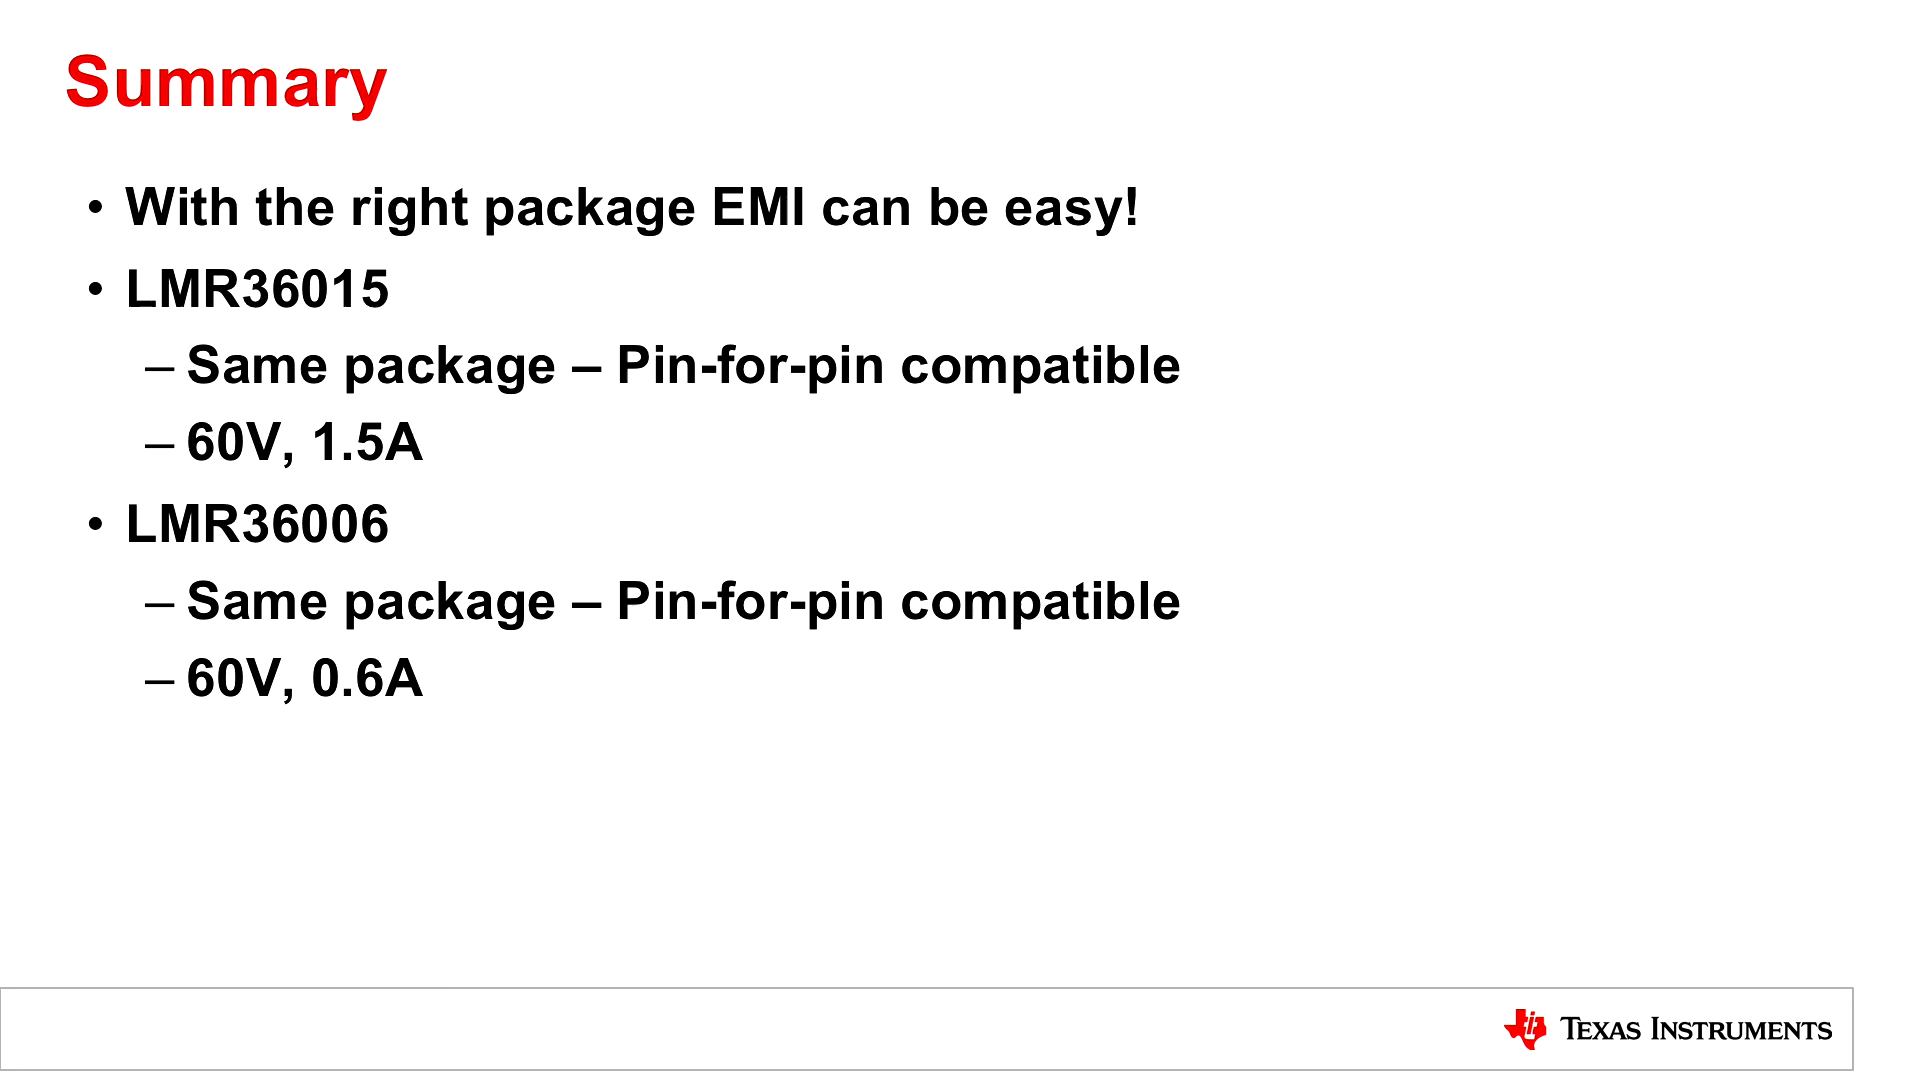 Summary
• With the right package EMI can be easy!
• LMR36015
– Same package – Pin-for-pin compatible
– 60V, 1.5A
• LMR36006
– Same package – Pin-for-pin compatible
– 60V, 0.6A
TEXAS INSTRUMENTS